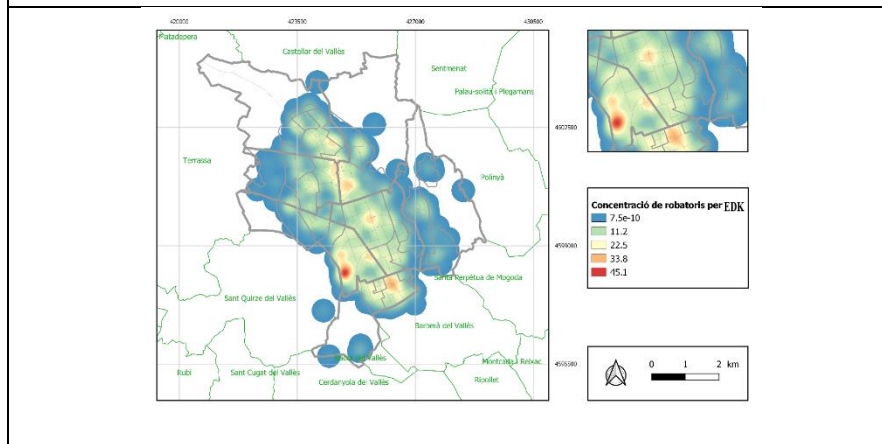 420000 423500 427000 430500
Matadepera
Castellar del Vallès
Sentmenat
Palau-solità i Plegamans
4602500
Terrassa
Polinyà
4599000
Santa Perpètua de Mogoda
Sant Quirze del Vallès
Barberà del Vallès
4595500
Rubí
Sant Cugat del Vallès
Cerdanyola del Vallès
Montcada i Reixac
Ripollet
Concentració de robatoris per EDK
7.5e-10
11.2
22.5
33.8
45.1
0 1 2 km